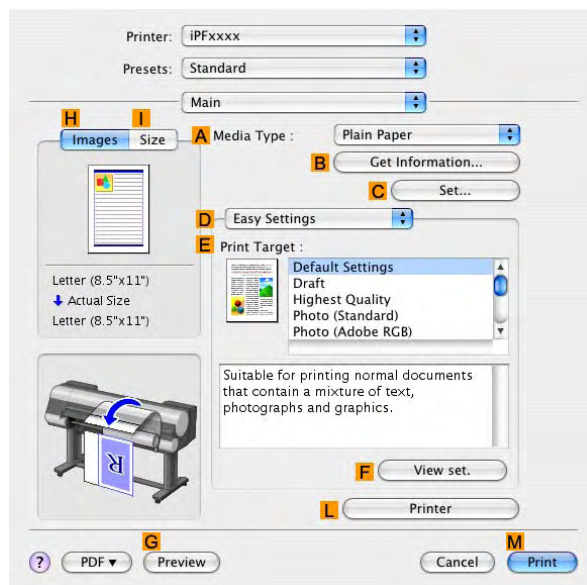 Printer: iPFxxxx
Presets: Standard
Main
H I
Images Size
A Media Type : Plain Paper
B Get Information...
C Set...
D Easy Settings
E Print Target :
Default Settings
Draft
Highest Quality
Photo (Standard)
Photo (Adobe RGB)
Letter (8.5"x11")
Actual Size
Letter (8.5"x11")
Suitable for printing normal documents
that contain a mixture of text,
photographs and graphics.
R
F View set.
L Printer
G M
? PDF▼ Preview Cancel Print